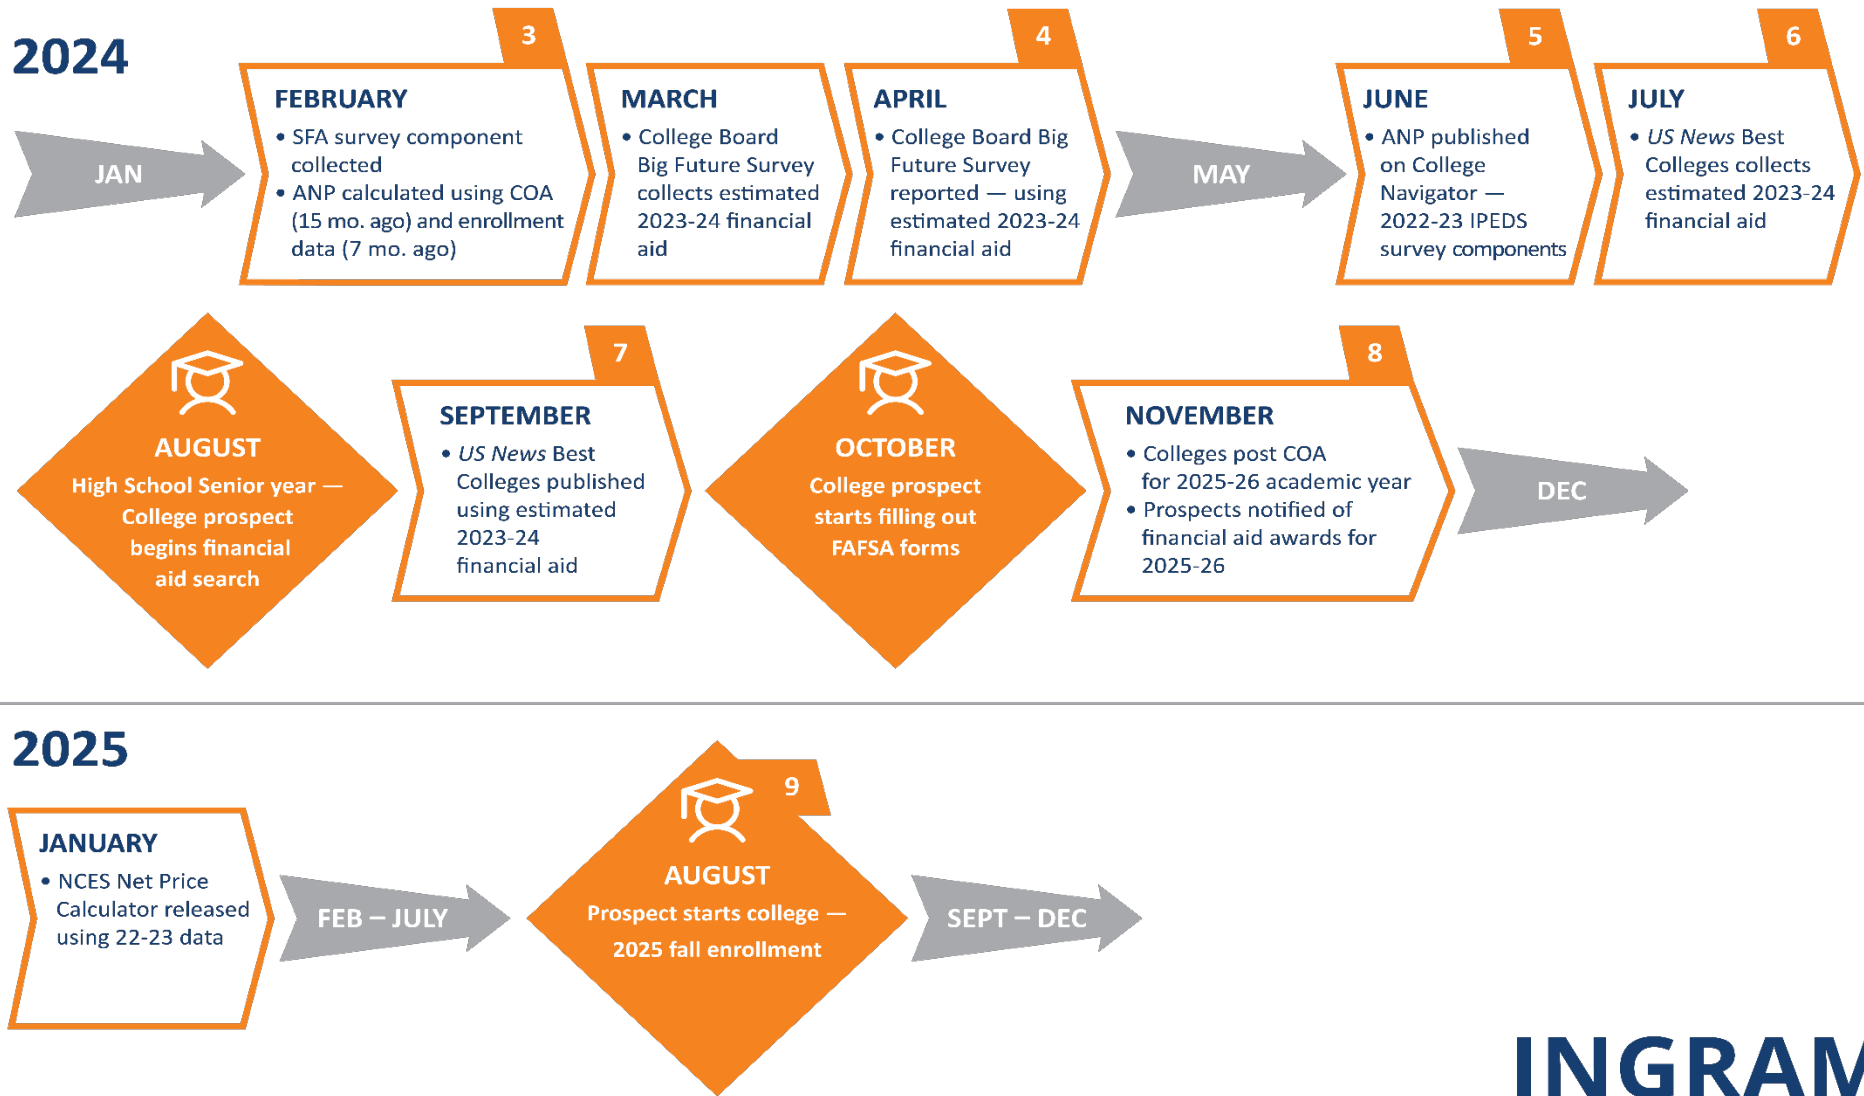 2024
JAN
3
FEBRUARY
• SFA survey component
collected
• ANP calculated using COA
(15 mo. ago) and enrollment
data (7 mo. ago)
MARCH
• College Board
Big Future Survey
collects estimated
2023-24 financial
aid
4
APRIL
• College Board Big
Future Survey
reported — using
estimated 2023-24
financial aid
MAY
5
JUNE
• ANP published
on College
Navigator —
2022-23 IPEDS
survey components
6
JULY
• US News Best
Colleges collects
estimated 2023-24
financial aid
AUGUST
High School Senior year —
College prospect
begins financial
aid search
7
SEPTEMBER
• US News Best
Colleges published
using estimated
2023-24
financial aid
OCTOBER
College prospect
starts filling out
FAFSA forms
8
NOVEMBER
• Colleges post COA
for 2025-26 academic year
• Prospects notified of
financial aid awards for
2025-26
DEC
2025
JANUARY
• NCES Net Price
Calculator released
using 22-23 data
FEB – JULY
9
AUGUST
Prospect starts college —
2025 fall enrollment
SEPT – DEC
INGRAM